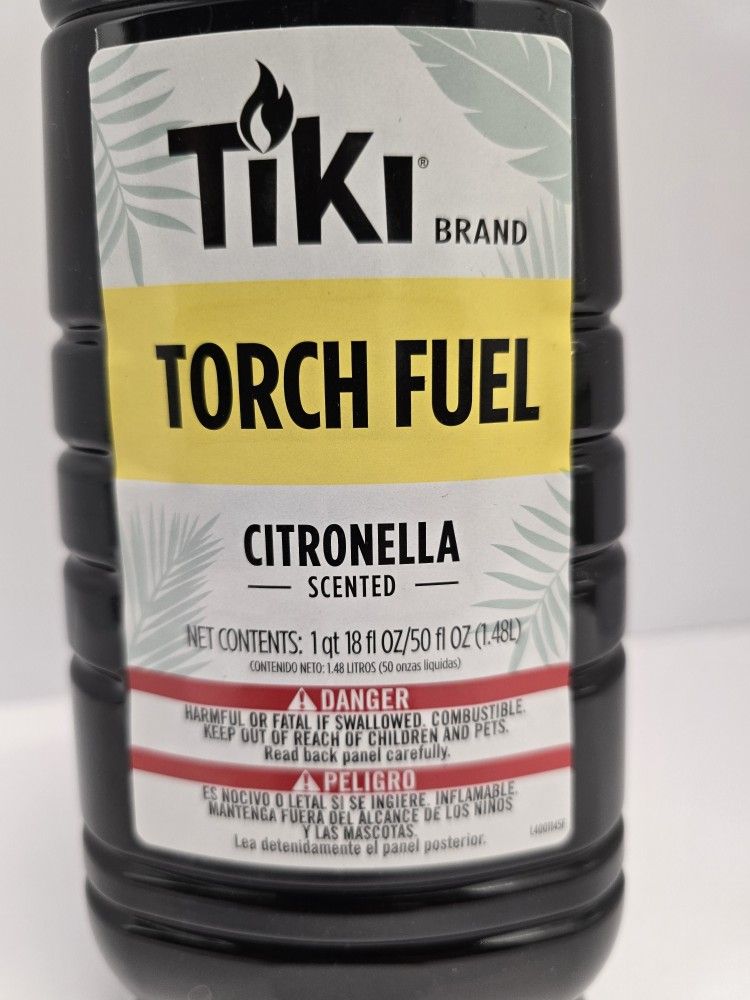 TiKi® BRAND
TORCH FUEL
CITRONELLA
SCENTED
NET CONTENTS: 1 qt 18 fl OZ/50 fl OZ (1.48L)
CONTENIDO NETO: 1.48 LITROS (50 onzas líquidas)
DANGER
HARMFUL OR FATAL IF SWALLOWED. COMBUSTIBLE.
KEEP OUT OF REACH OF CHILDREN AND PETS.
Read back panel carefully.
PELIGRO
ES NOCIVO O LETAL SI SE INGIERE. INFLAMABLE.
MANTENGA FUERA DEL ALCANCE DE LOS NIÑOS
Y LAS MASCOTAS.
Lea detenidamente el panel posterior.